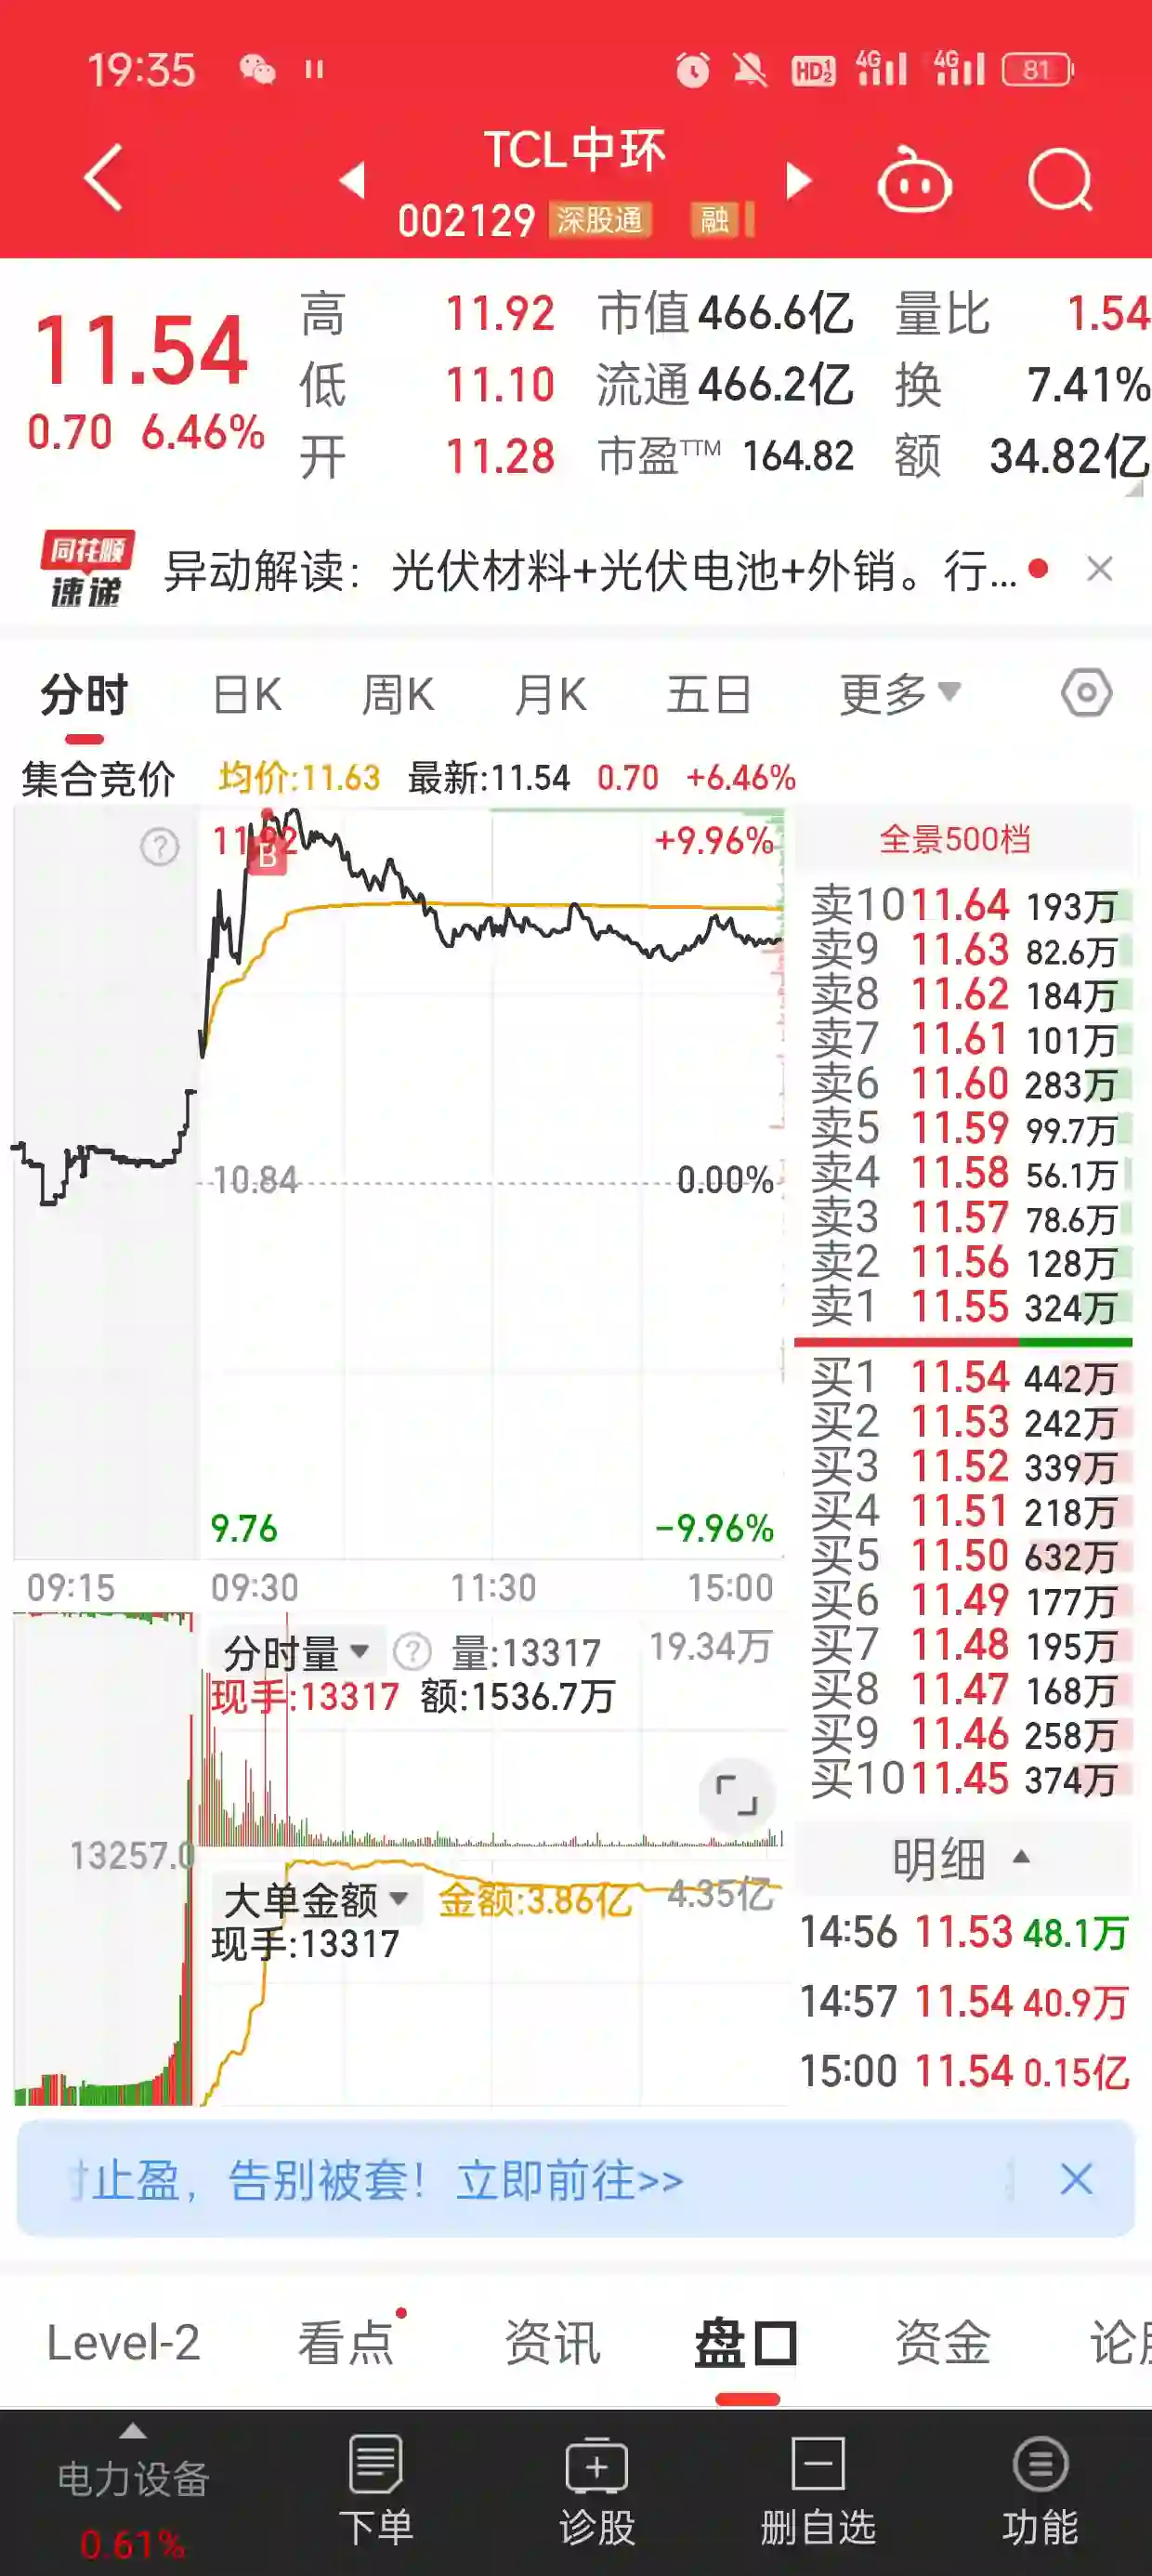 19:35 HD 4G 4G 81
TCL中环
002129 深股通 融
11.54
0.70 6.46%
高 11.92 市值 466.6亿 量比 1.54
低 11.10 流通 466.2亿 换 7.41%
开 11.28 市盈TTM 164.82 额 34.82亿
同花顺
速递
异动解读：光伏材料+光伏电池+外销。行...
分时 日K 周K 月K 五日 更多
集合竞价 均价:11.63 最新:11.54 0.70 +6.46%
11.92 +9.96%
B
10.84 0.00%
9.76 -9.96%
09:15 09:30 11:30 15:00
分时量 量:13317 19.34万
现手:13317 额:1536.7万
13257.0
大单金额 金额:3.86亿 4.35亿
现手:13317
全景500档
卖10 11.64 193万
卖9 11.63 82.6万
卖8 11.62 184万
卖7 11.61 101万
卖6 11.60 283万
卖5 11.59 99.7万
卖4 11.58 56.1万
卖3 11.57 78.6万
卖2 11.56 128万
卖1 11.55 324万
买1 11.54 442万
买2 11.53 242万
买3 11.52 339万
买4 11.51 218万
买5 11.50 632万
买6 11.49 177万
买7 11.48 195万
买8 11.47 168万
买9 11.46 258万
买10 11.45 374万
明细
14:56 11.53 48.1万
14:57 11.54 40.9万
15:00 11.54 0.15亿
止盈，告别被套！立即前往>>
Level-2 看点 资讯 盘口 资金 论
电力设备
0.61%
下单 诊股 删自选 功能